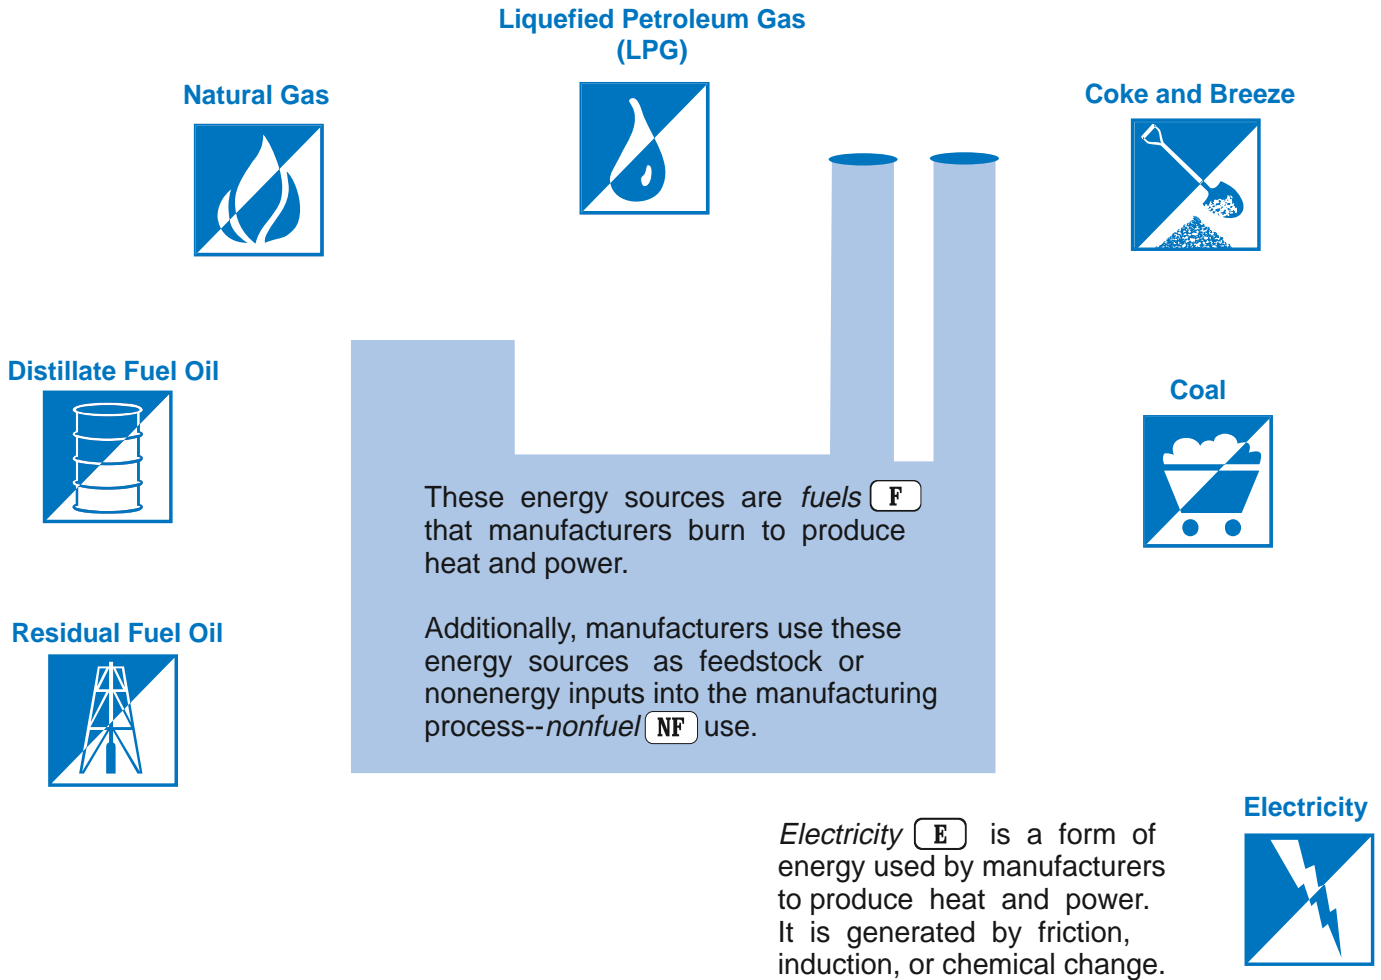 Liquefied Petroleum Gas
(LPG)
Natural Gas
Coke and Breeze
Distillate Fuel Oil
Coal
These energy sources are fuels F
that manufacturers burn to produce
heat and power.
Additionally, manufacturers use these
energy sources as feedstock or
nonenergy inputs into the manufacturing
process--nonfuel NF use.
Residual Fuel Oil
Electricity
Electricity E is a form of
energy used by manufacturers
to produce heat and power.
It is generated by friction,
induction, or chemical change.